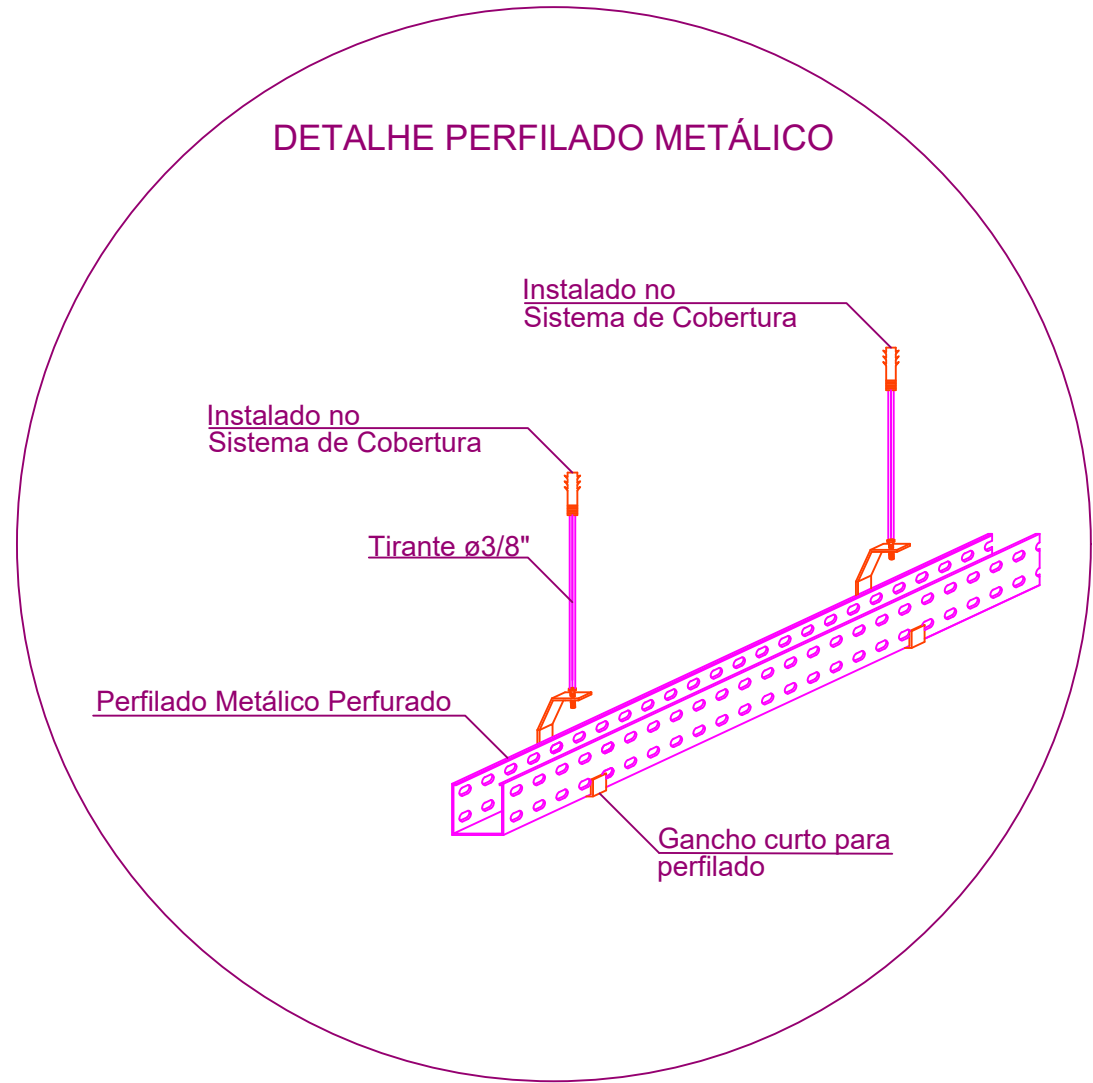 DETALHE PERFILADO METÁLICO
Instalado no
Sistema de Cobertura
Instalado no
Sistema de Cobertura
Tirante ø3/8"
Perfilado Metálico Perfurado
Gancho curto para
perfilado